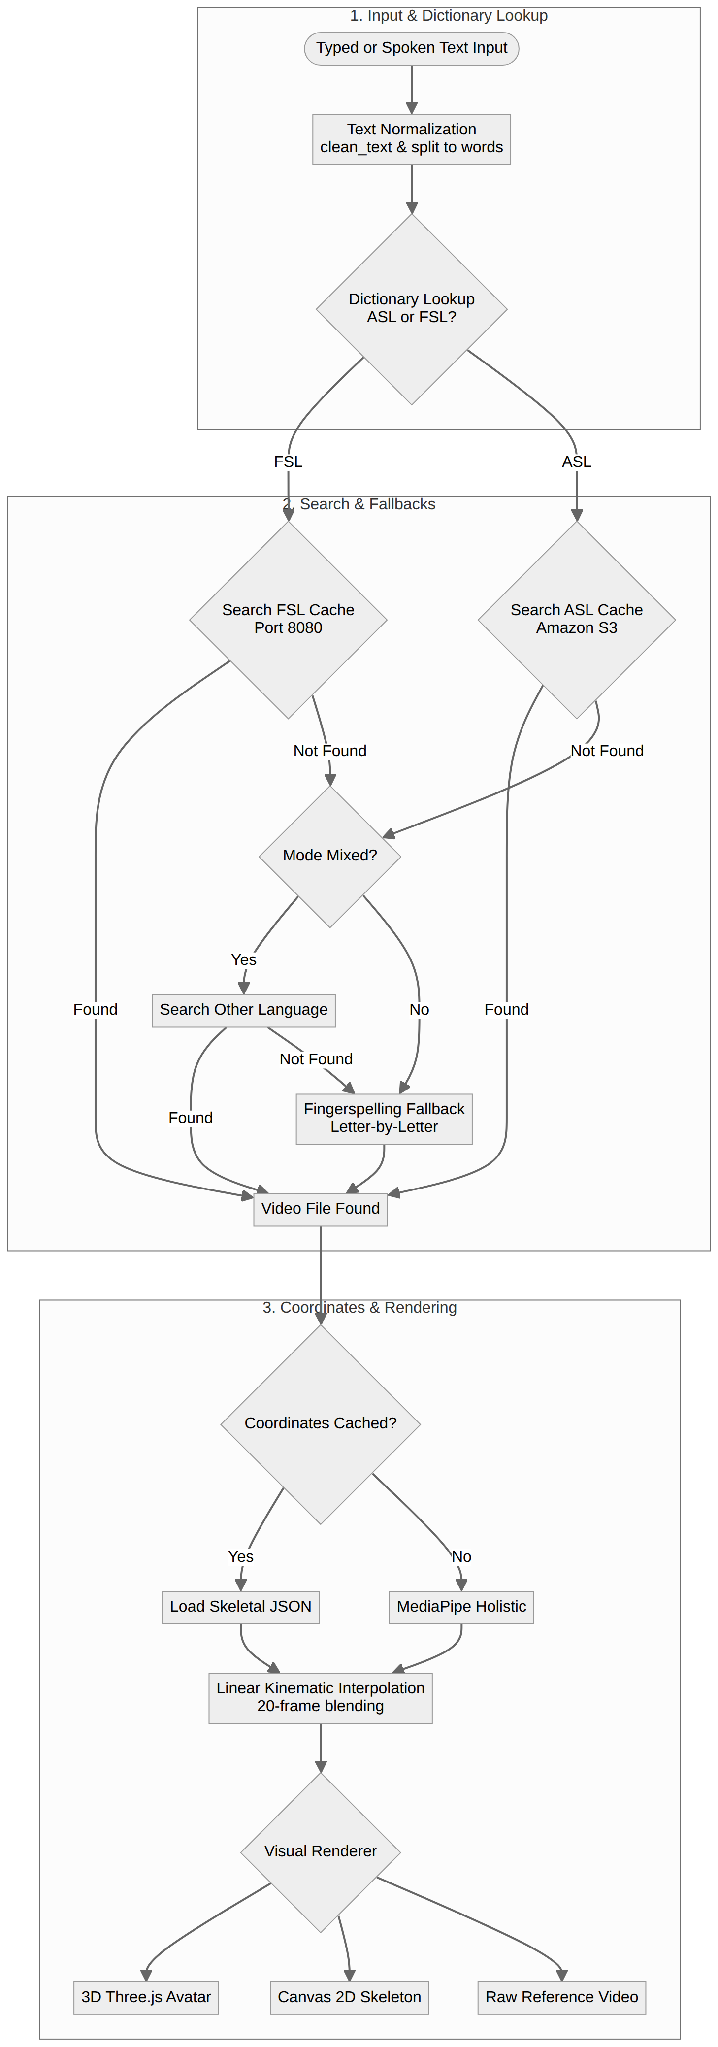 1. Input & Dictionary Lookup
Typed or Spoken Text Input
Text Normalization
clean_text & split to words
Dictionary Lookup
ASL or FSL?
FSL
ASL
2. Search & Fallbacks
Search FSL Cache
Port 8080
Search ASL Cache
Amazon S3
Not Found
Not Found
Mode Mixed?
Yes
Found
Search Other Language
No
Found
Not Found
Found
Fingerspelling Fallback
Letter-by-Letter
Video File Found
3. Coordinates & Rendering
Coordinates Cached?
Yes
No
Load Skeletal JSON
MediaPipe Holistic
Linear Kinematic Interpolation
20-frame blending
Visual Renderer
3D Three.js Avatar
Canvas 2D Skeleton
Raw Reference Video